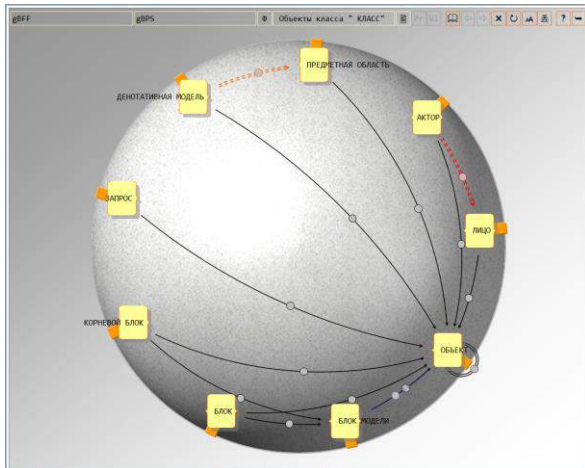 gBFF
gBPS
Ф
Объекты класса " КЛАСС"
ПРЕДМЕТНАЯ ОБЛАСТЬ
ДЕНОТАТИВНАЯ МОДЕЛЬ
АКТОР
ЗАПРОС
ЛИЦО
КОРНЕВОЙ БЛОК
ОБЪЕКТ
БЛОК
БЛОК МОДЕЛИ